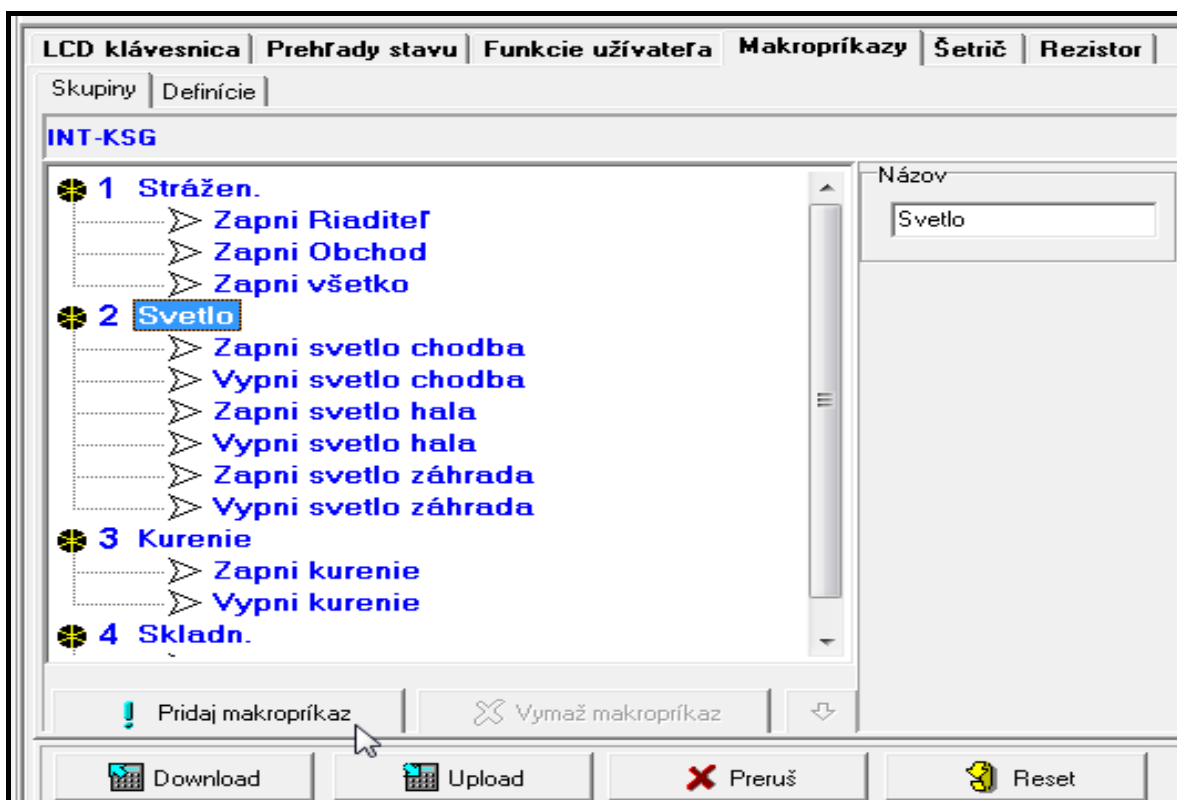 LCD klávesnica Prehľady stavu Funkcie užívateľa Makropríkazy Šetrič Rezistor
Skupiny Definície
INT-KSG
1 Strážen.
Zapni Riaditeľ
Zapni Obchod
Zapni všetko
2 Svetlo
Zapni svetlo chodba
Vypni svetlo chodba
Zapni svetlo hala
Vypni svetlo hala
Zapni svetlo záhrada
Vypni svetlo záhrada
3 Kurenie
Zapni kurenie
Vypni kurenie
4 Skladn.
Názov
Svetlo
Pridaj makropríkaz Vymaž makropríkaz
Download Upload Preruš Reset